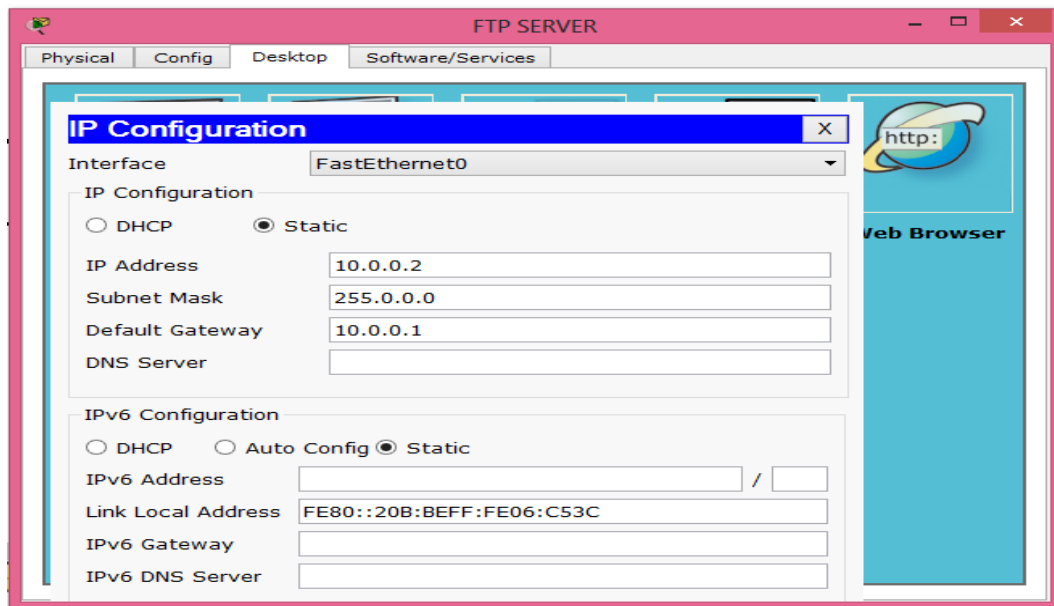 FTP SERVER
Physical Config Desktop Software/Services
IP Configuration X
http:
Interface FastEthernet0
IP Configuration
DHCP Static
Web Browser
IP Address 10.0.0.2
Subnet Mask 255.0.0.0
Default Gateway 10.0.0.1
DNS Server
IPv6 Configuration
DHCP Auto Config Static
IPv6 Address /
Link Local Address FE80::20B:BEFF:FE06:C53C
IPv6 Gateway
IPv6 DNS Server